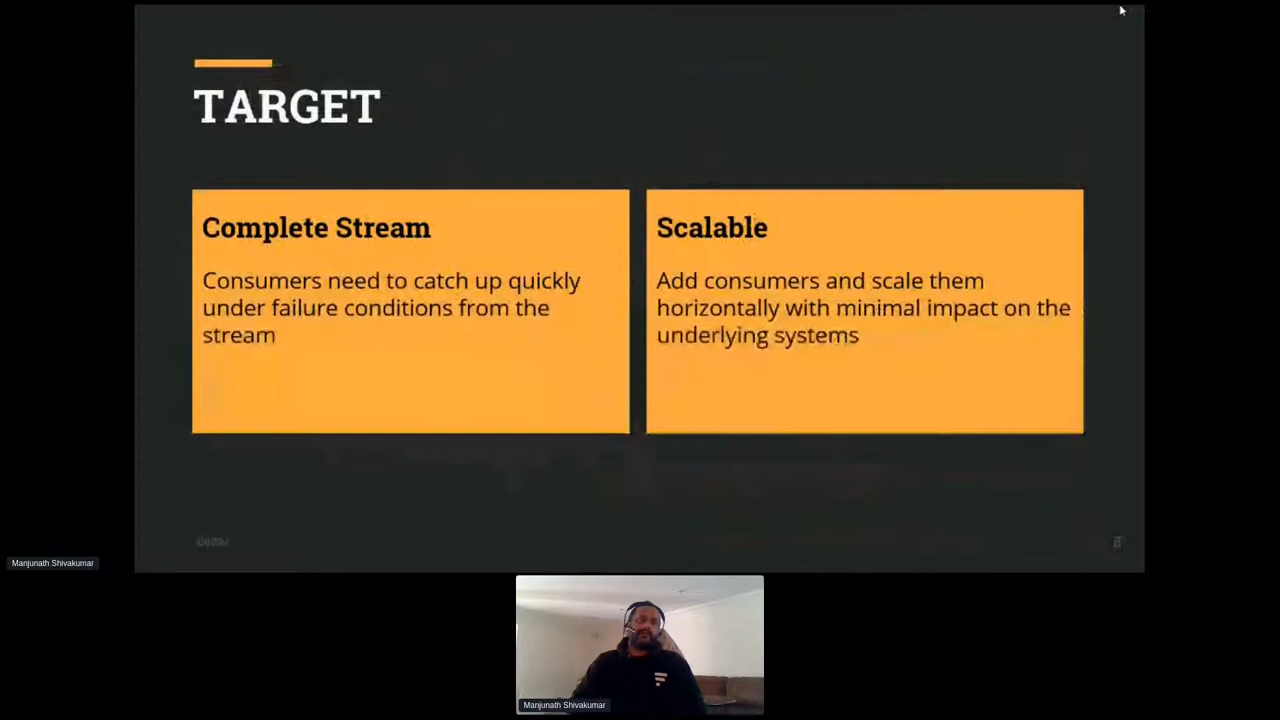 TARGET
Complete Stream
Consumers need to catch up quickly
under failure conditions from the
stream
Scalable
Add consumers and scale them
horizontally with minimal impact on the
underlying systems
Manjunath Shivakumar
Manjunath Shivakumar